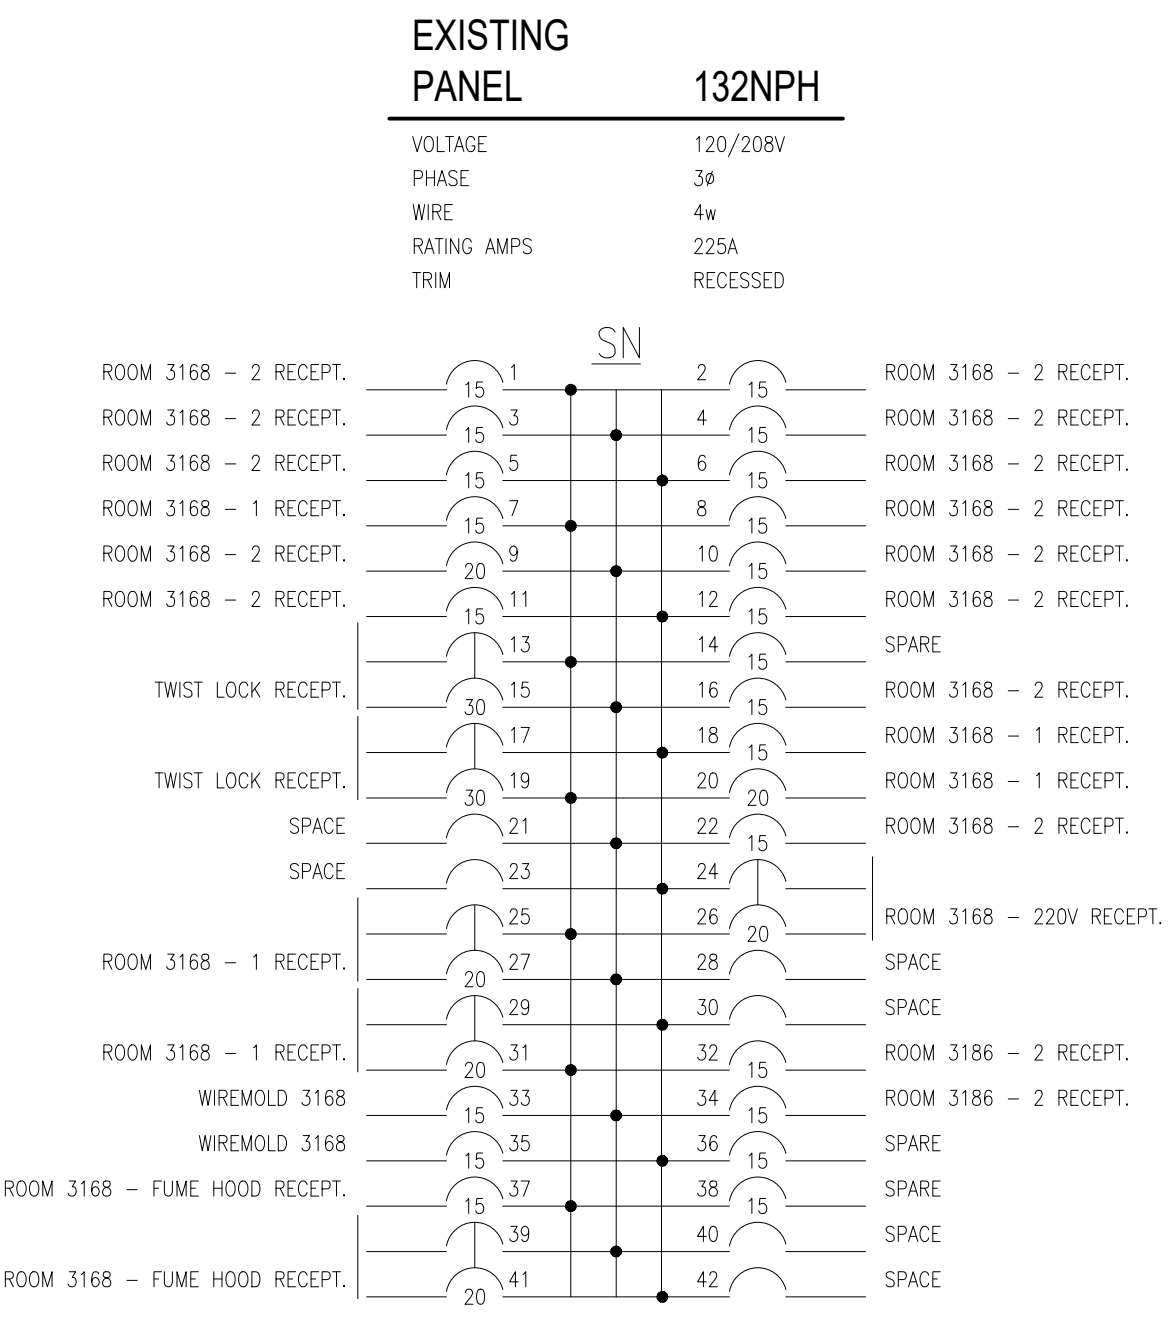 EXISTING
PANEL 132NPH
VOLTAGE 120/208V
PHASE 3ø
WIRE 4w
RATING AMPS 225A
TRIM RECESSED
SN
ROOM 3168 – 2 RECEPT. 15 1 2 15 ROOM 3168 – 2 RECEPT.
ROOM 3168 – 2 RECEPT. 15 3 4 15 ROOM 3168 – 2 RECEPT.
ROOM 3168 – 2 RECEPT. 15 5 6 15 ROOM 3168 – 2 RECEPT.
ROOM 3168 – 1 RECEPT. 15 7 8 15 ROOM 3168 – 2 RECEPT.
ROOM 3168 – 2 RECEPT. 20 9 10 15 ROOM 3168 – 2 RECEPT.
ROOM 3168 – 2 RECEPT. 15 11 12 15 ROOM 3168 – 2 RECEPT.
13 14 15 SPARE
TWIST LOCK RECEPT. 30 15 16 15 ROOM 3168 – 2 RECEPT.
17 18 15 ROOM 3168 – 1 RECEPT.
TWIST LOCK RECEPT. 30 19 20 20 ROOM 3168 – 1 RECEPT.
SPACE 21 22 15 ROOM 3168 – 2 RECEPT.
SPACE 23 24
25 26 20 ROOM 3168 – 220V RECEPT.
ROOM 3168 – 1 RECEPT. 20 27 28 SPACE
29 30 SPACE
ROOM 3168 – 1 RECEPT. 20 31 32 15 ROOM 3186 – 2 RECEPT.
WIREMOLD 3168 15 33 34 15 ROOM 3186 – 2 RECEPT.
WIREMOLD 3168 15 35 36 15 SPARE
ROOM 3168 – FUME HOOD RECEPT. 15 37 38 15 SPARE
39 40 SPACE
ROOM 3168 – FUME HOOD RECEPT. 20 41 42 SPACE